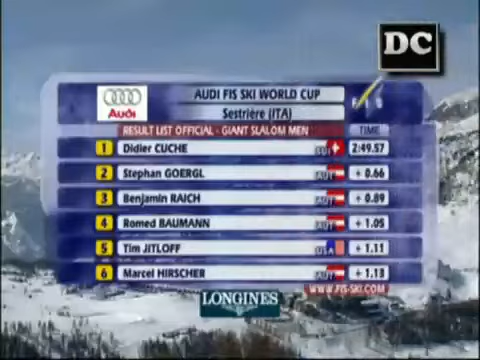 DC
AUDI FIS SKI WORLD CUP
Audi
Sestrière (ITA)
FIS
RESULT LIST OFFICIAL - GIANT SLALOM MEN TIME
1 Didier CUCHE SUI 2:49.57
2 Stephan GOERGL AUT + 0.66
3 Benjamin RAICH AUT + 0.89
4 Romed BAUMANN AUT + 1.05
5 Tim JITLOFF USA + 1.11
6 Marcel HIRSCHER AUT + 1.13
WWW.FIS-SKI.COM
LONGINES